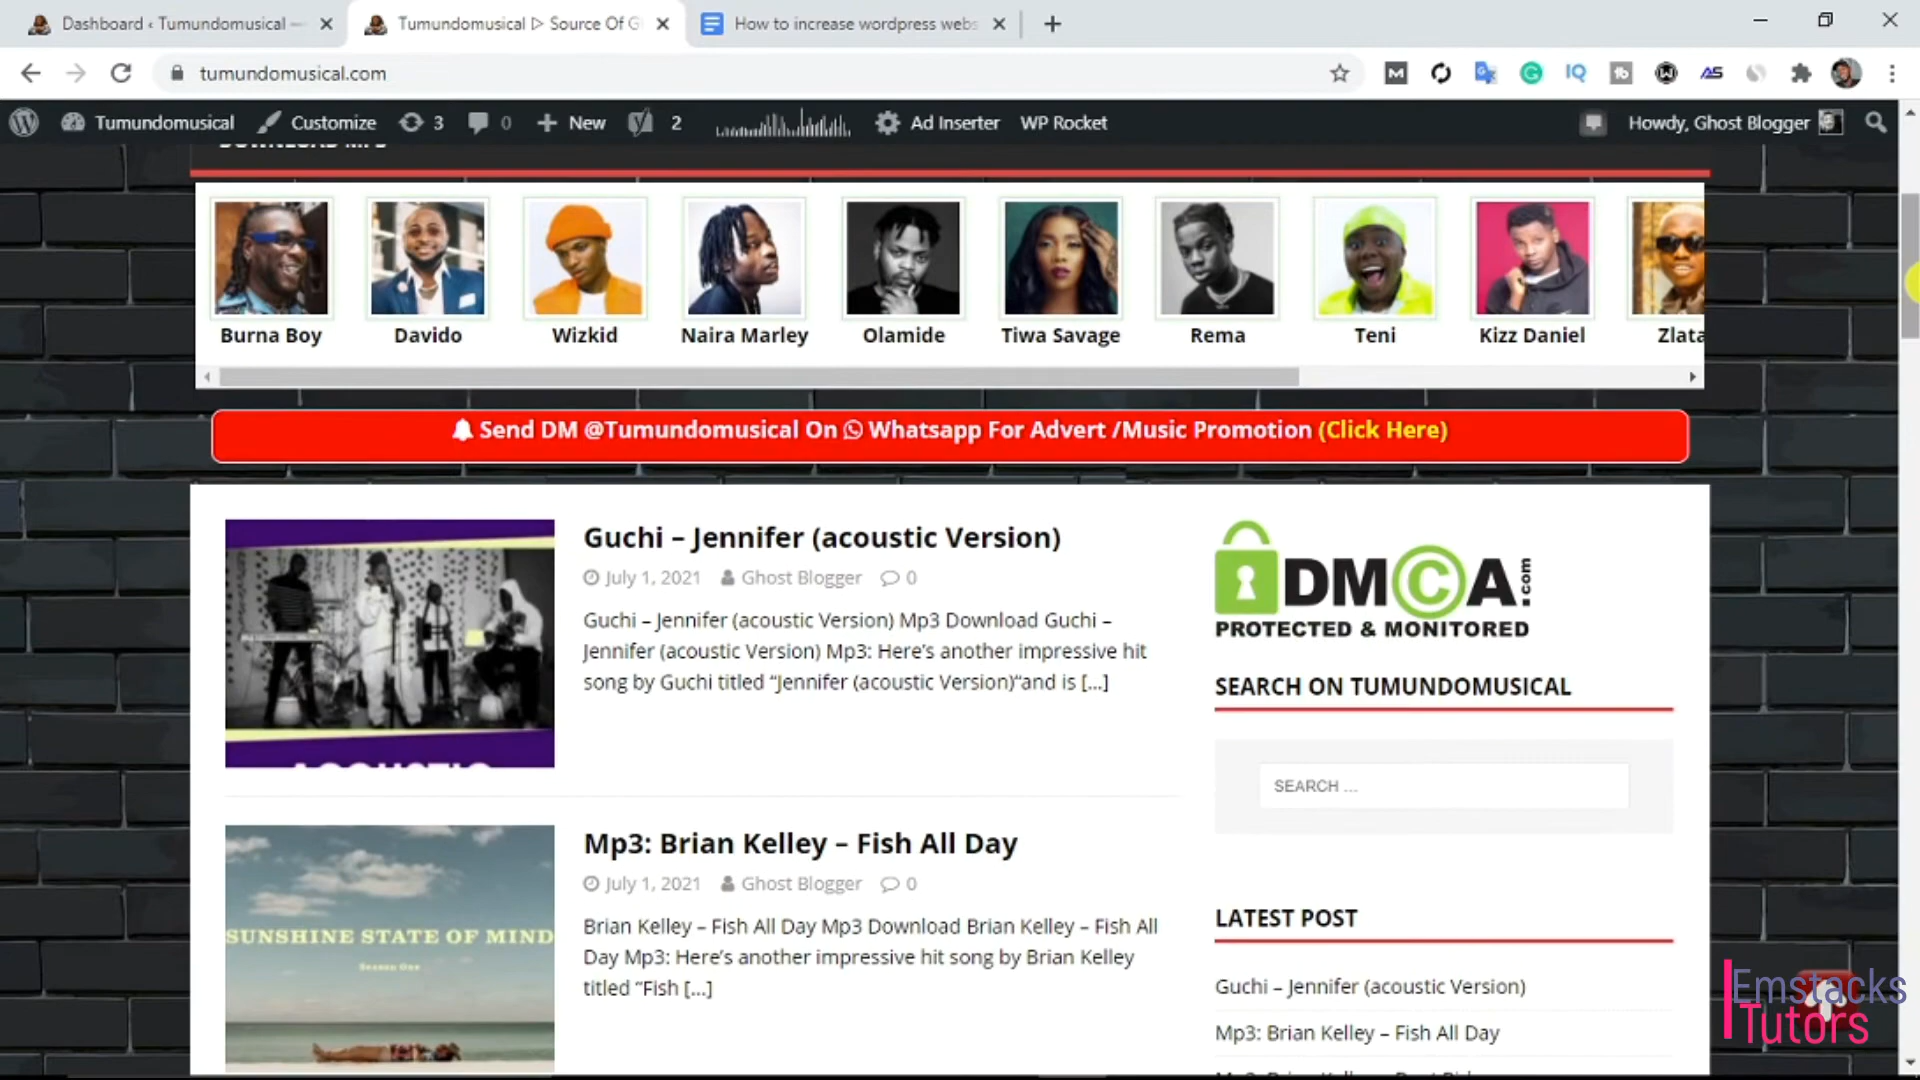 Dashboard ‹ Tumundomusical —
Tumundomusical ▷ Source Of G
How to increase wordpress webs
tumundomusical.com
Tumundomusical
Customize
3
0
New
2
Ad Inserter
WP Rocket
Howdy, Ghost Blogger
DOWNLOAD MP3
Burna Boy
Davido
Wizkid
Naira Marley
Olamide
Tiwa Savage
Rema
Teni
Kizz Daniel
Zlata
Send DM @Tumundomusical On Whatsapp For Advert /Music Promotion (Click Here)
Guchi – Jennifer (acoustic Version)
July 1, 2021 Ghost Blogger 0
Guchi – Jennifer (acoustic Version) Mp3 Download Guchi –
Jennifer (acoustic Version) Mp3: Here's another impressive hit
song by Guchi titled “Jennifer (acoustic Version)“and is [...]
ACOUSTIC
Mp3: Brian Kelley – Fish All Day
July 1, 2021 Ghost Blogger 0
Brian Kelley – Fish All Day Mp3 Download Brian Kelley – Fish All
Day Mp3: Here's another impressive hit song by Brian Kelley
titled “Fish [...]
SUNSHINE STATE OF MIND
Season One
DMCA.com
PROTECTED & MONITORED
SEARCH ON TUMUNDOMUSICAL
SEARCH ...
LATEST POST
Guchi – Jennifer (acoustic Version)
Mp3: Brian Kelley – Fish All Day
Emstacks
Tutors